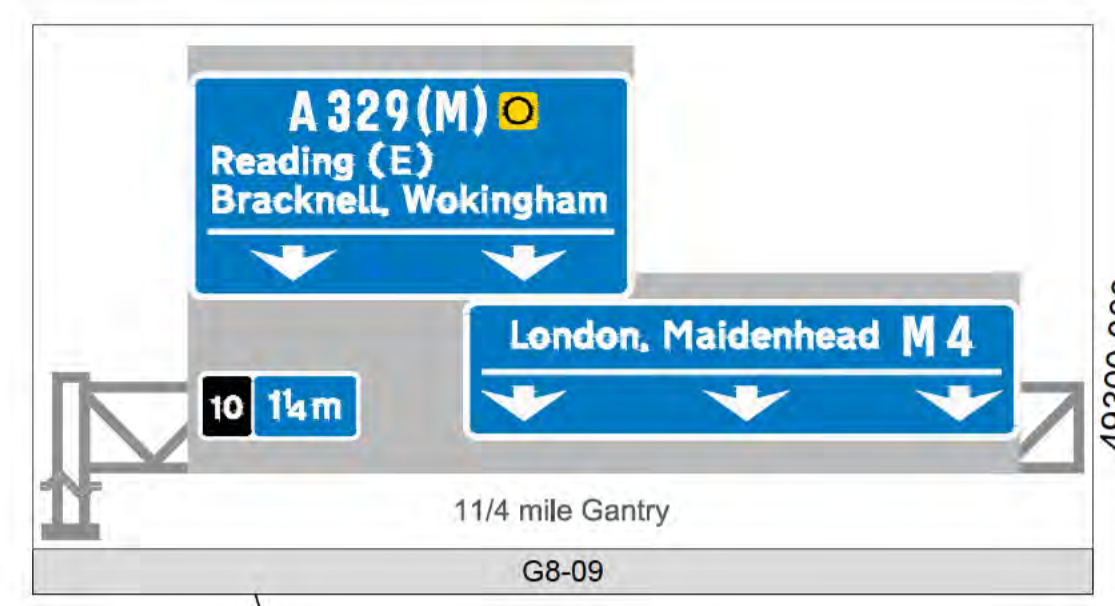 A 329(M)
Reading (E)
Bracknell, Wokingham
London, Maidenhead M 4
10 1¼m
11/4 mile Gantry
G8-09